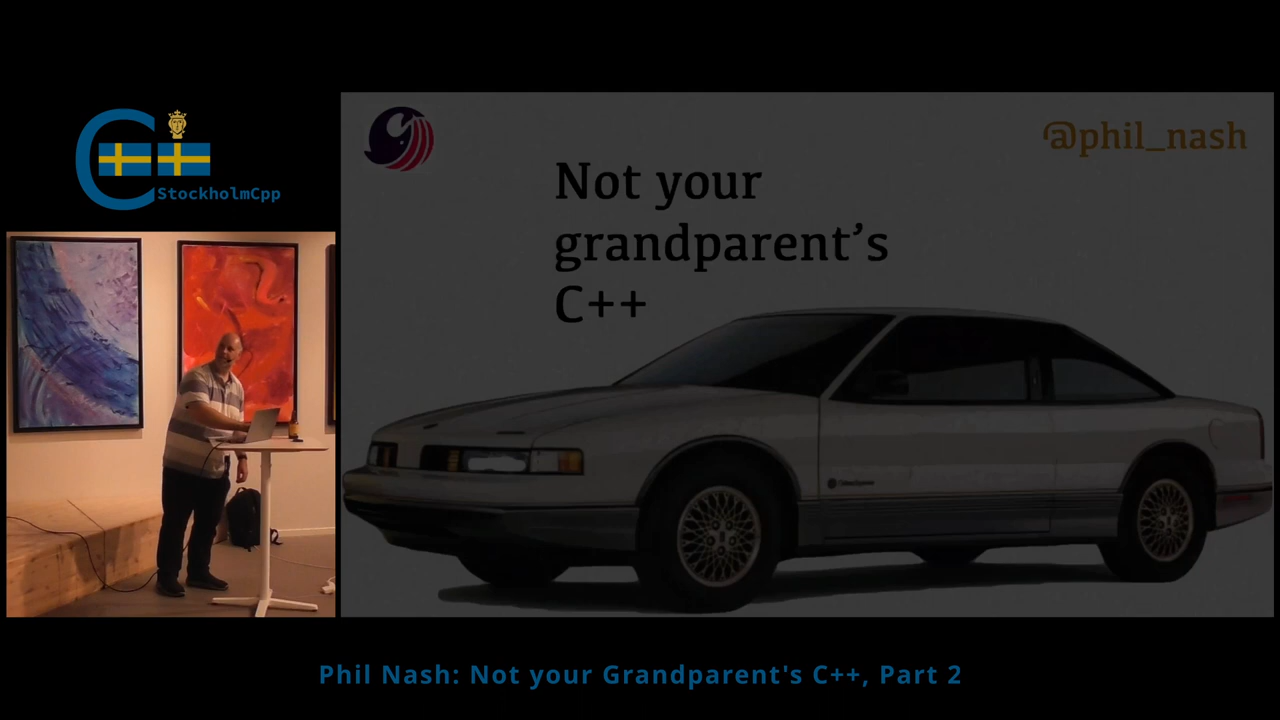 StockholmCpp
@phil_nash
Not your
grandparent’s
C++
Phil Nash: Not your Grandparent's C++, Part 2